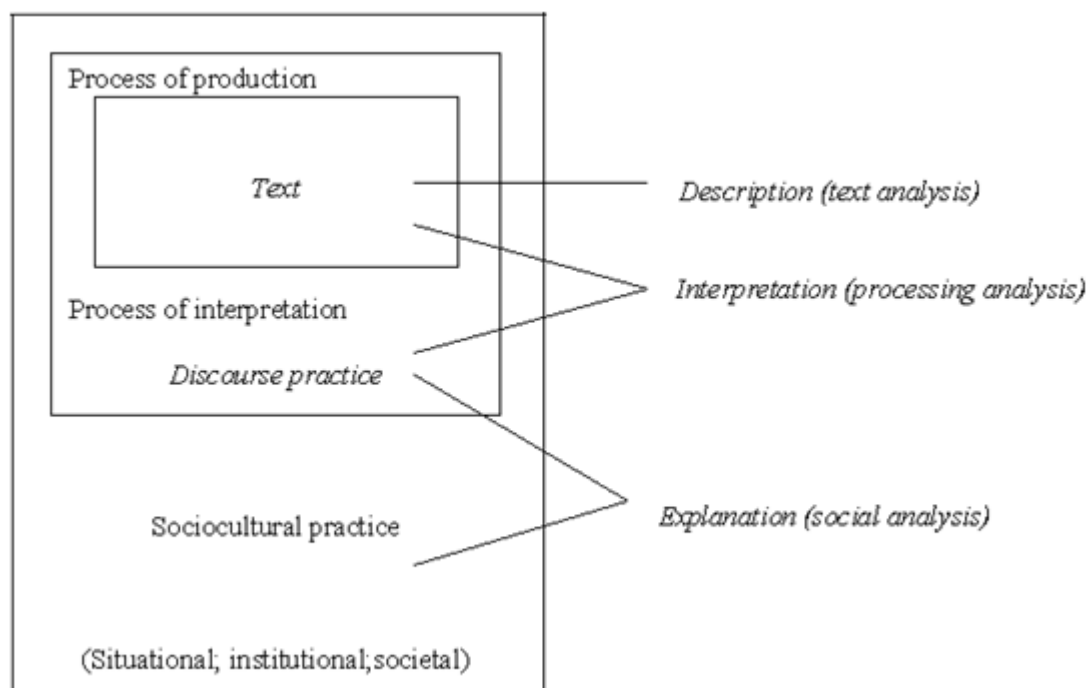 Process of production
Text
Description (text analysis)
Interpretation (processing analysis)
Process of interpretation
Discourse practice
Explanation (social analysis)
Sociocultural practice
(Situational; institutional;societal)